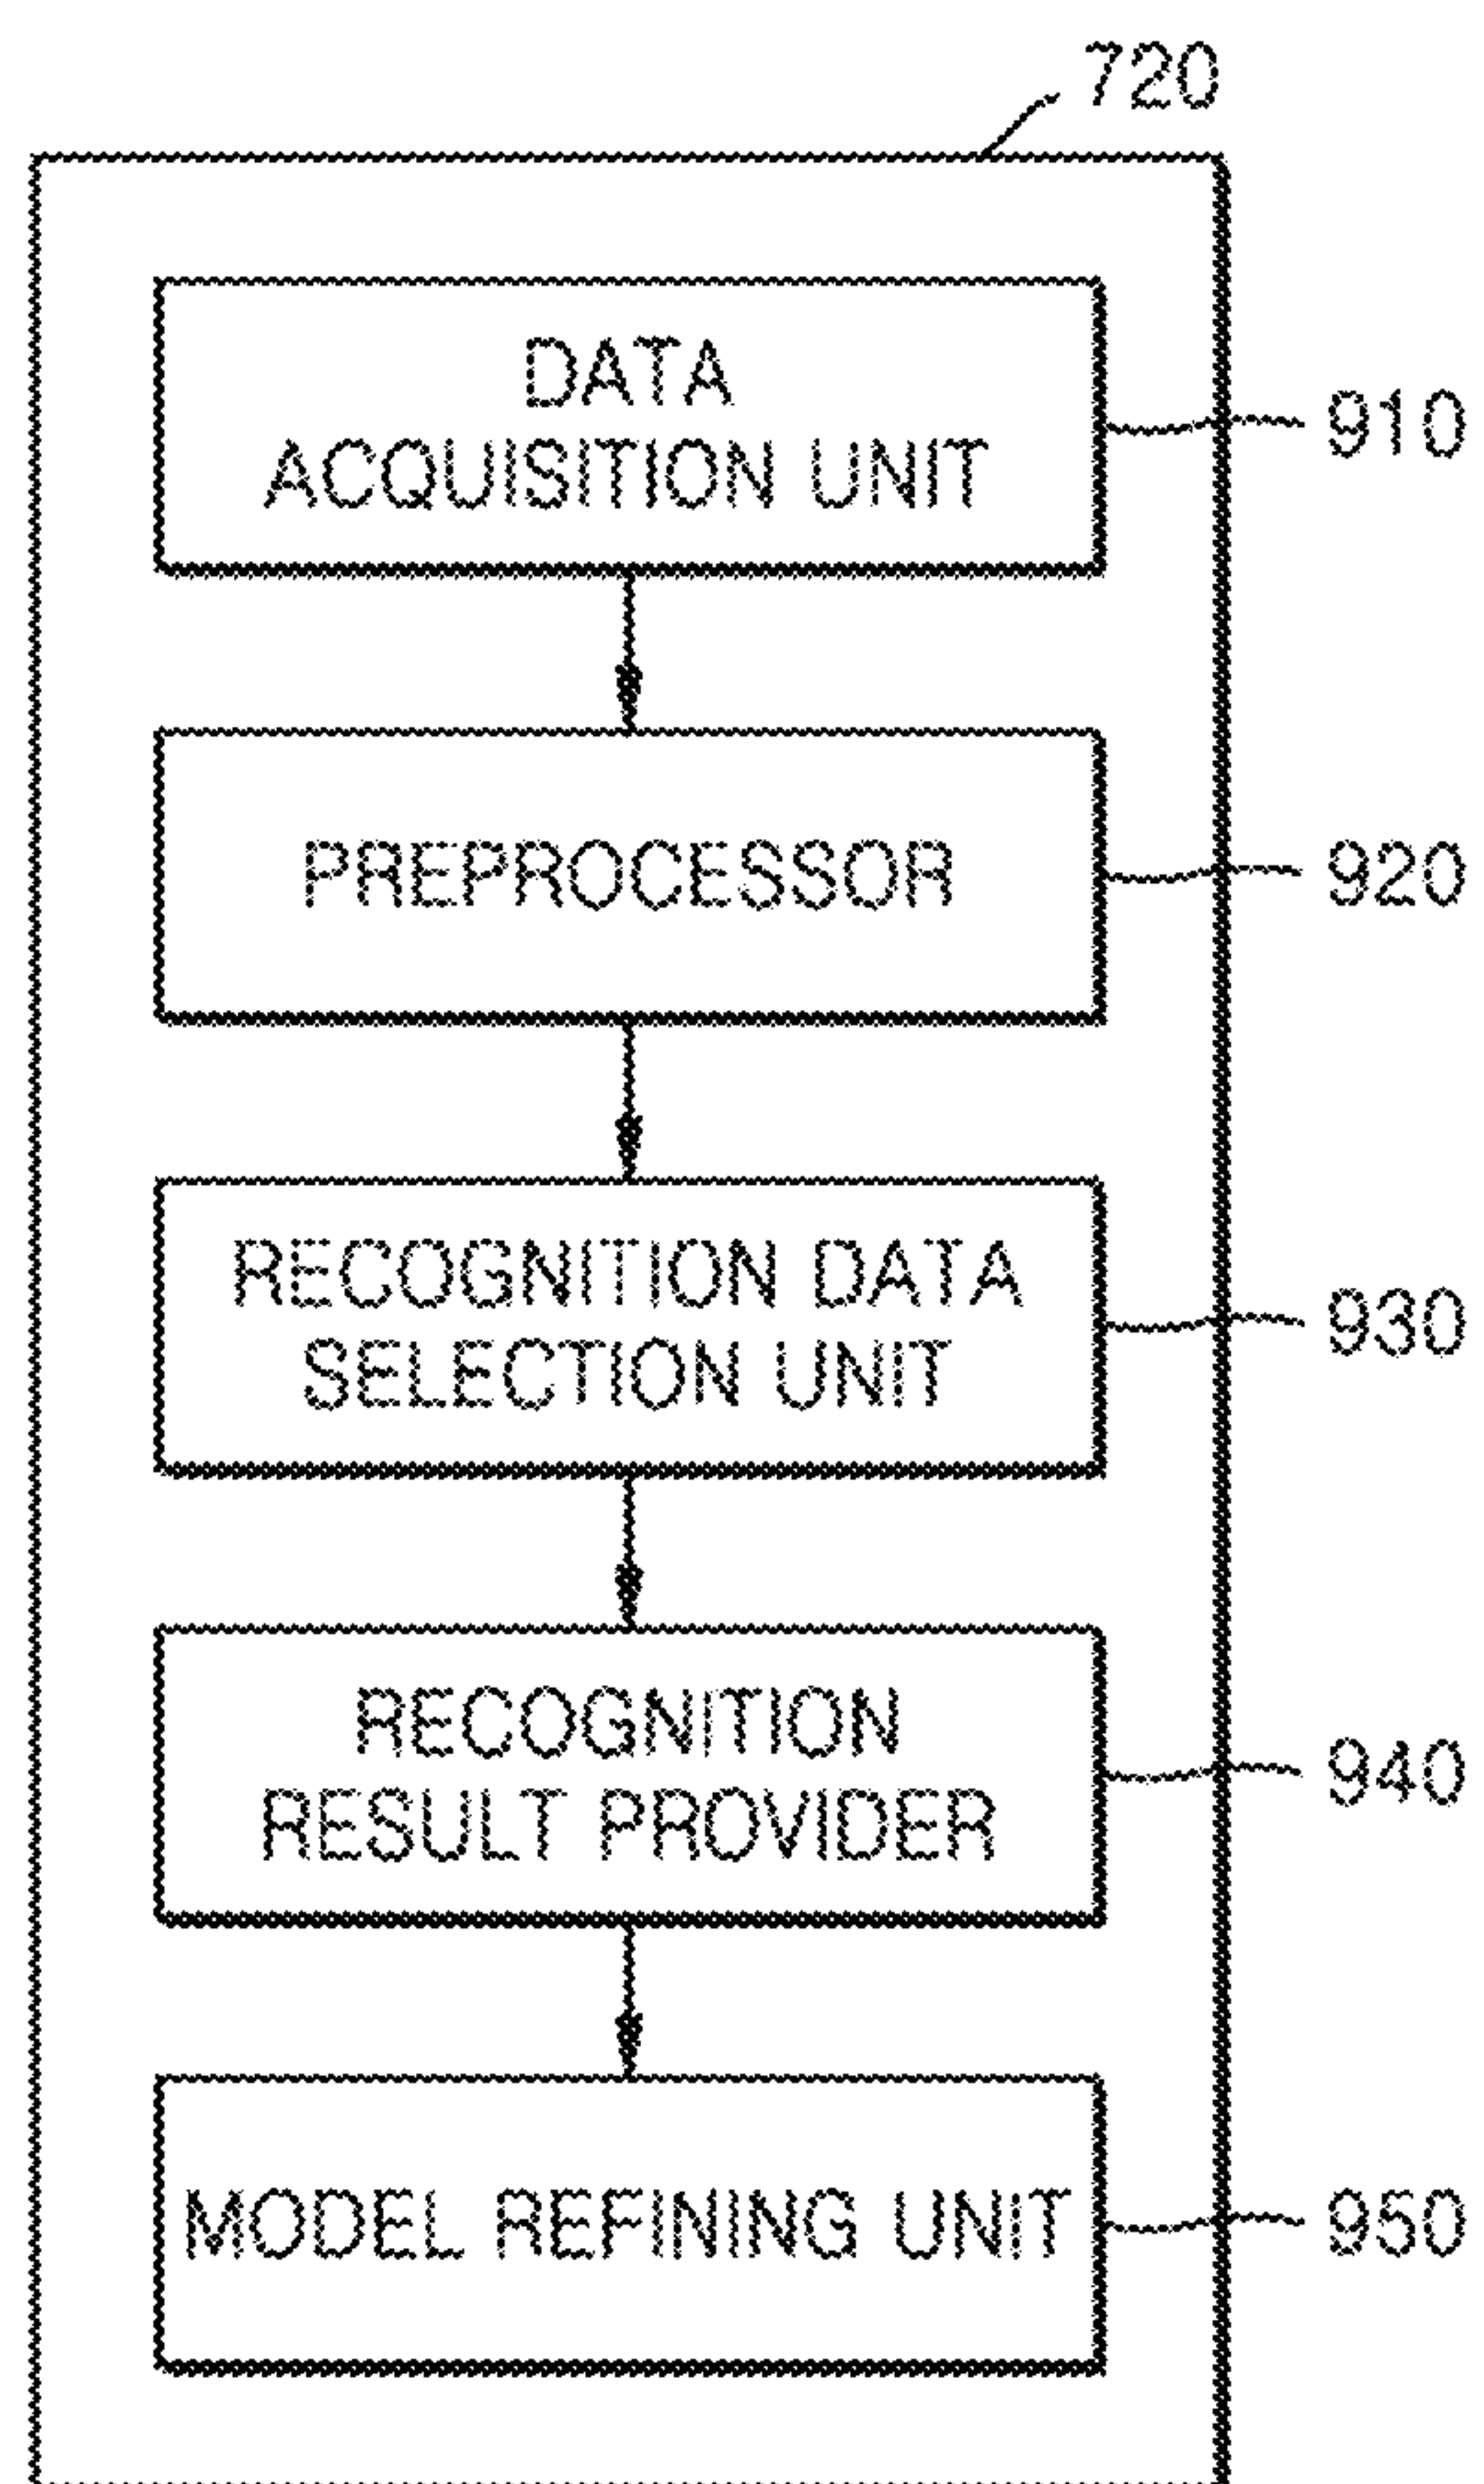 720
DATA
ACQUISITION UNIT
910
PREPROCESSOR
920
RECOGNITION DATA
SELECTION UNIT
930
RECOGNITION
RESULT PROVIDER
940
MODEL REFINING UNIT
950